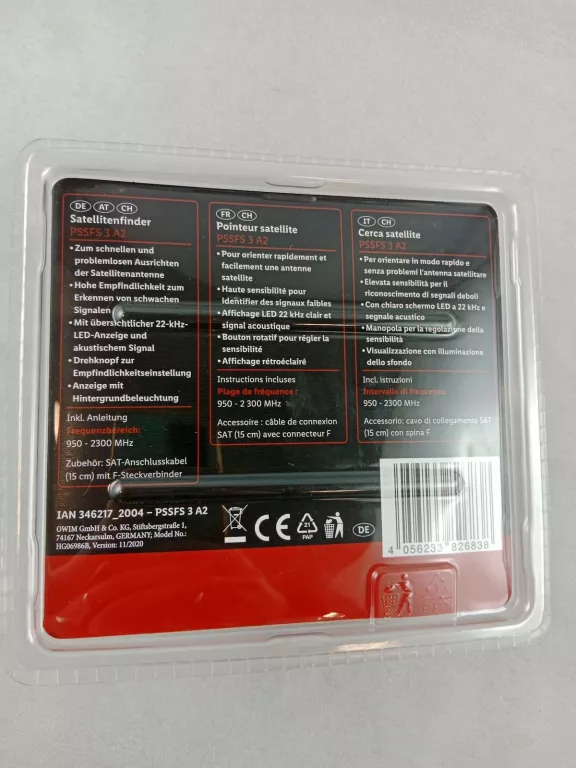 DE AT CH
Satellitenfinder
PSSFS 3 A2
• Zum schnellen und
problemlosen Ausrichten
der Satellitenantenne
• Hohe Empfindlichkeit zum
Erkennen von schwachen
Signalen
• Mit übersichtlicher 22-kHz-
LED-Anzeige und
akustischem Signal
• Drehknopf zur
Empfindlichkeitseinstellung
• Anzeige mit
Hintergrundbeleuchtung
Inkl. Anleitung
Frequenzbereich:
950 - 2300 MHz
Zubehör: SAT-Anschlusskabel
(15 cm) mit F-Steckverbinder
FR CH
Pointeur satellite
PSSFS 3 A2
• Pour orienter rapidement et
facilement une antenne
satellite
• Haute sensibilité pour
identifier des signaux faibles
• Affichage LED 22 kHz clair et
signal acoustique
• Bouton rotatif pour régler la
sensibilité
• Affichage rétroéclairé
Instructions incluses
Plage de fréquence :
950 - 2 300 MHz
Accessoire : câble de connexion
SAT (15 cm) avec connecteur F
IT CH
Cerca satellite
PSSFS 3 A2
• Per orientare in modo rapido e
senza problemi l'antenna satellitare
• Elevata sensibilità per il
riconoscimento di segnali deboli
• Con chiaro schermo LED a 22 kHz e
segnale acustico
• Manopola per la regolazione della
sensibilità
• Visualizzazione con illuminazione
dello sfondo
Incl. istruzioni
Intervallo di frequenza:
950 - 2300 MHz
Accessorio: cavo di collegamento SAT
(15 cm) con spina F
IAN 346217_2004 – PSSFS 3 A2
OWIM GmbH & Co. KG, Stiftsbergstraße 1,
74167 Neckarsulm, GERMANY; Model No.:
HG06986B, Version: 11/2020
CE
21
PAP
DE
4 056233 826838